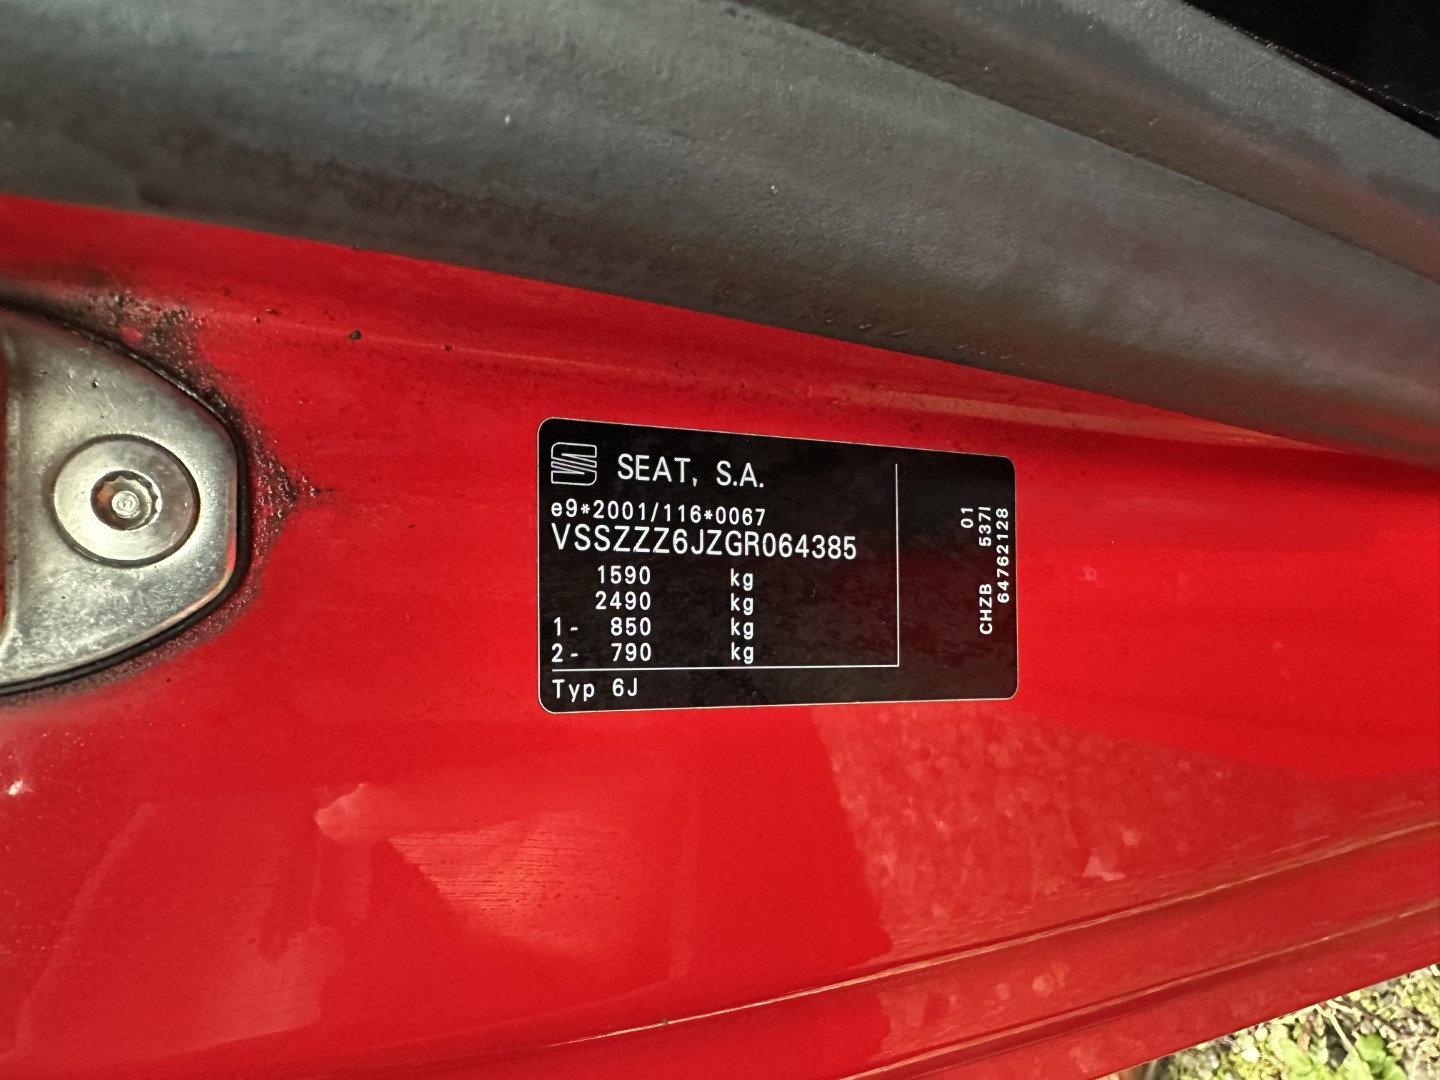 SEAT, S.A.
e9*2001/116*0067
VSSZZZ6JZGR064385
1590 kg
2490 kg
1- 850 kg
2- 790 kg
Typ 6J
01
CHZB 537I
64762128